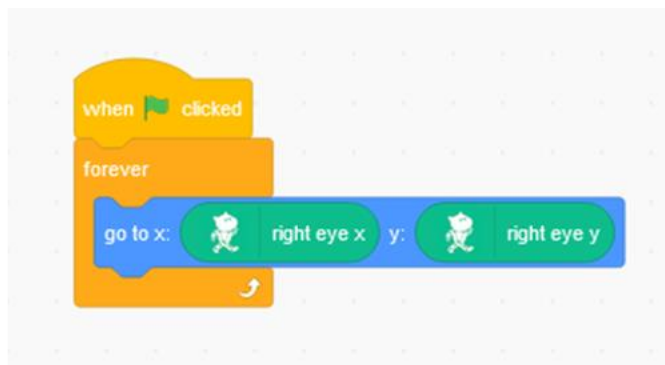 when clicked
forever
go to x: right eye x y: right eye y